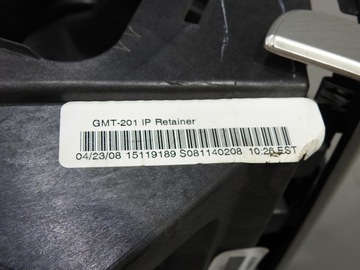 GMT-201 IP Retainer
04/23/08 15119189 S081140208 10:26 EST